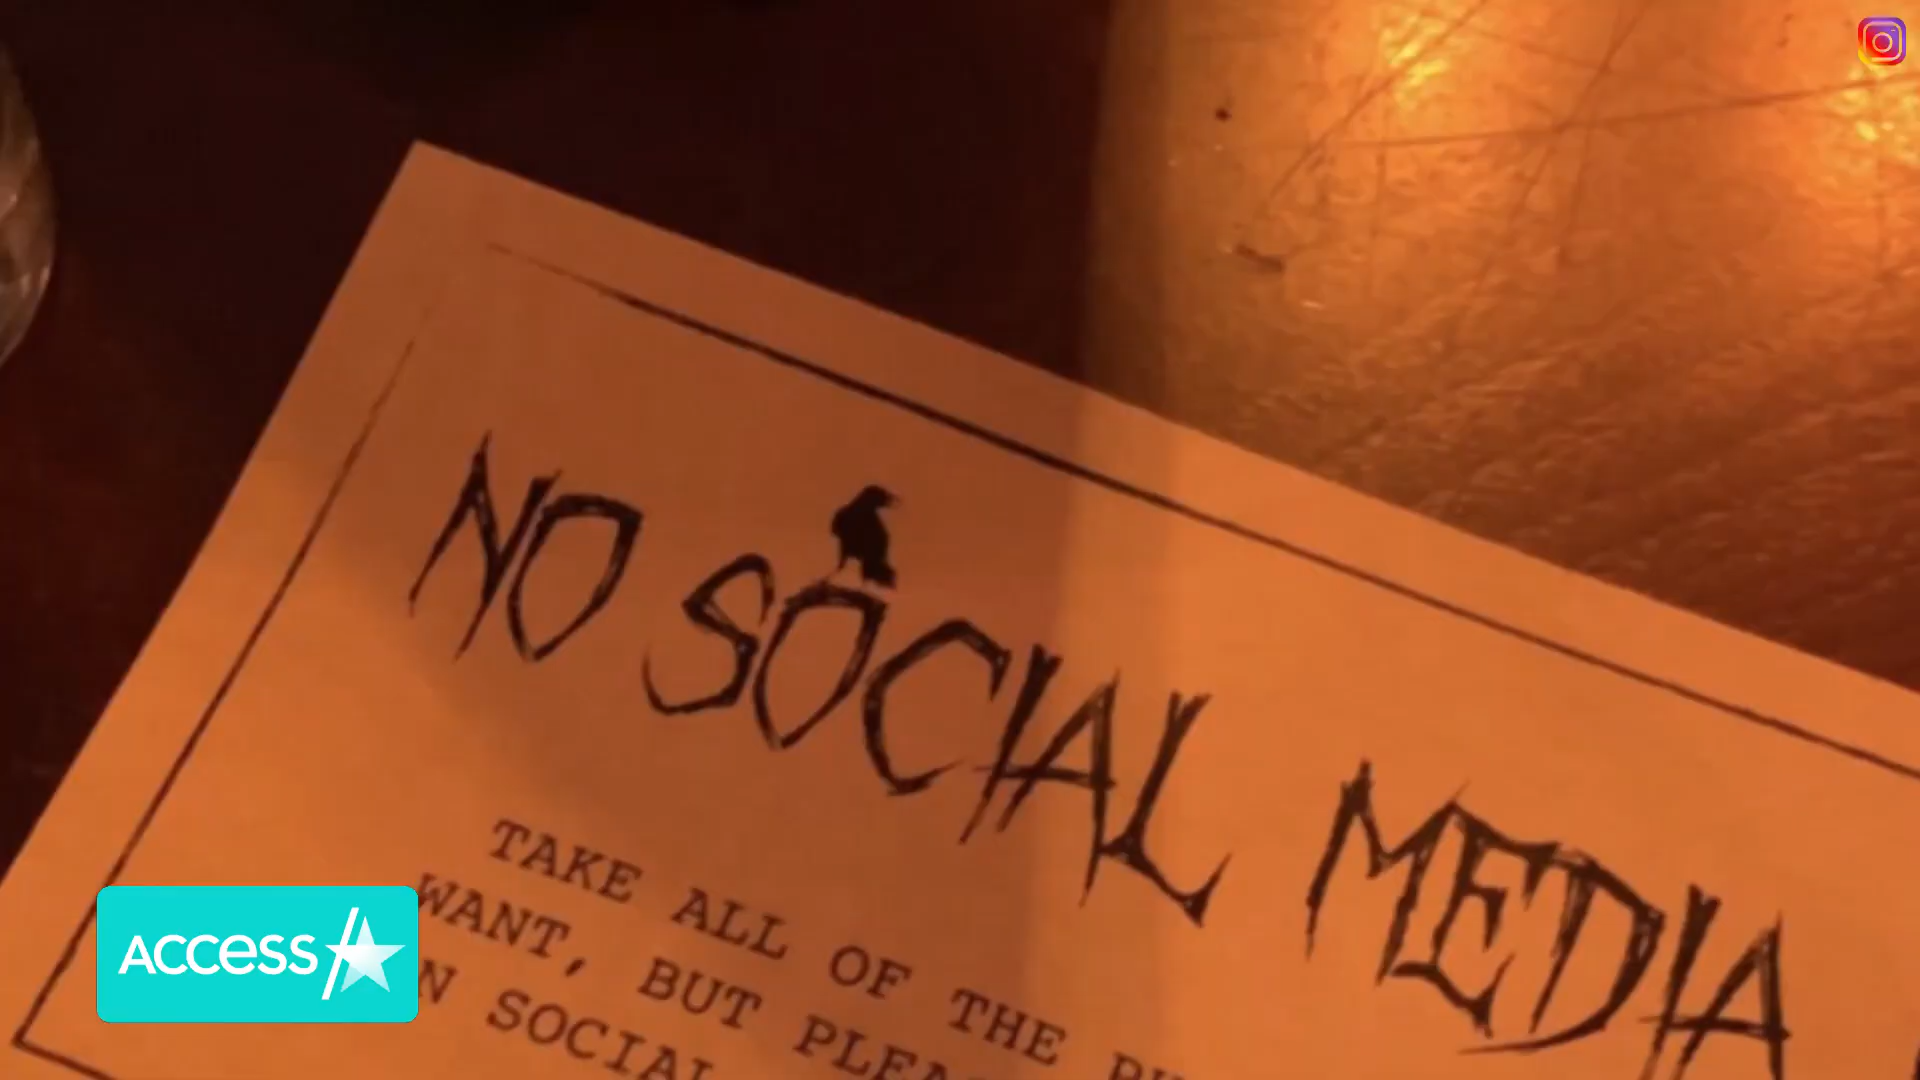 NO SOCIAL MEDIA
TAKE ALL OF THE
WANT, BUT
SOCIAL
ACCESS